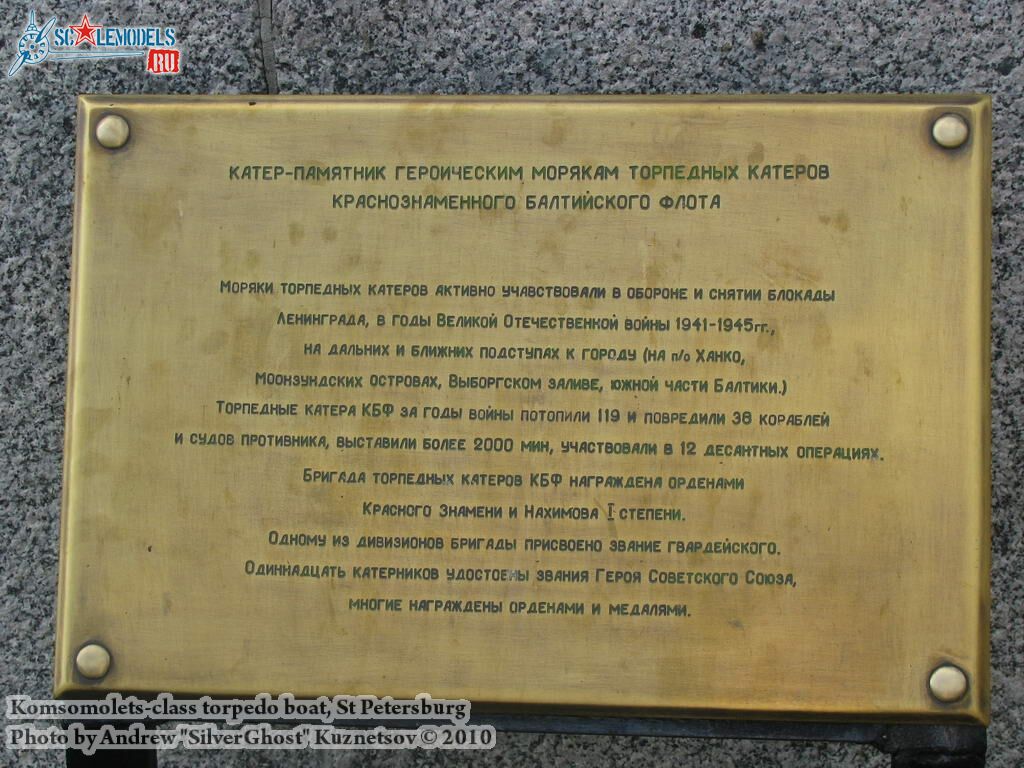 SCALEMODELS
.RU
КАТЕР-ПАМЯТНИК ГЕРОИЧЕСКИМ МОРЯКАМ ТОРПЕДНЫХ КАТЕРОВ
КРАСНОЗНАМЕННОГО БАЛТИЙСКОГО ФЛОТА
Моряки торпедных катеров активно учавствовали в обороне и снятии блокады
Ленинграда, в годы Великой Отечественной войны 1941-1945гг.,
на дальних и ближних подступах к городу (на п/о Ханко,
Моонзундских островах, Выборгском заливе, южной части Балтики.)
Торпедные катера КБФ за годы войны потопили 119 и повредили 38 кораблей
и судов противника, выставили более 2000 мин, участвовали в 12 десантных операциях.
Бригада торпедных катеров КБФ награждена орденами
Красного Знамени и Нахимова I степени.
Одному из дивизионов бригады присвоено звание гвардейского.
Одиннадцать катерников удостоены звания Героя Советского Союза,
многие награждены орденами и медалями.
Komsomolets-class torpedo boat, St Petersburg
Photo by Andrew "SilverGhost" Kuznetsov © 2010